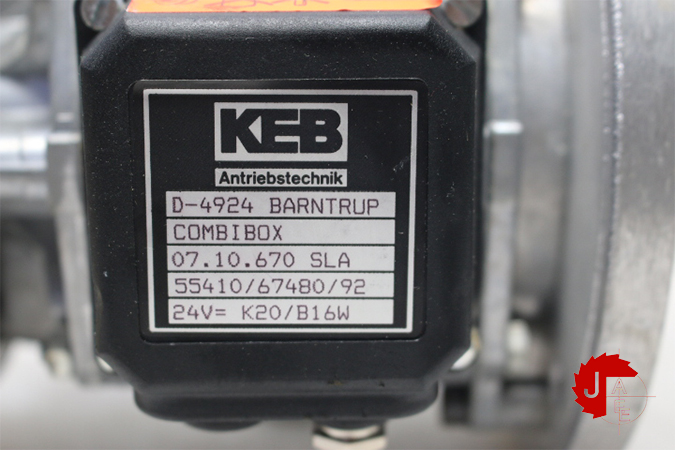 KEB
Antriebstechnik
D-4924 BARNTRUP
COMBIBOX
07.10.670 SLA
55410/67480/92
24V= K20/B16W
J